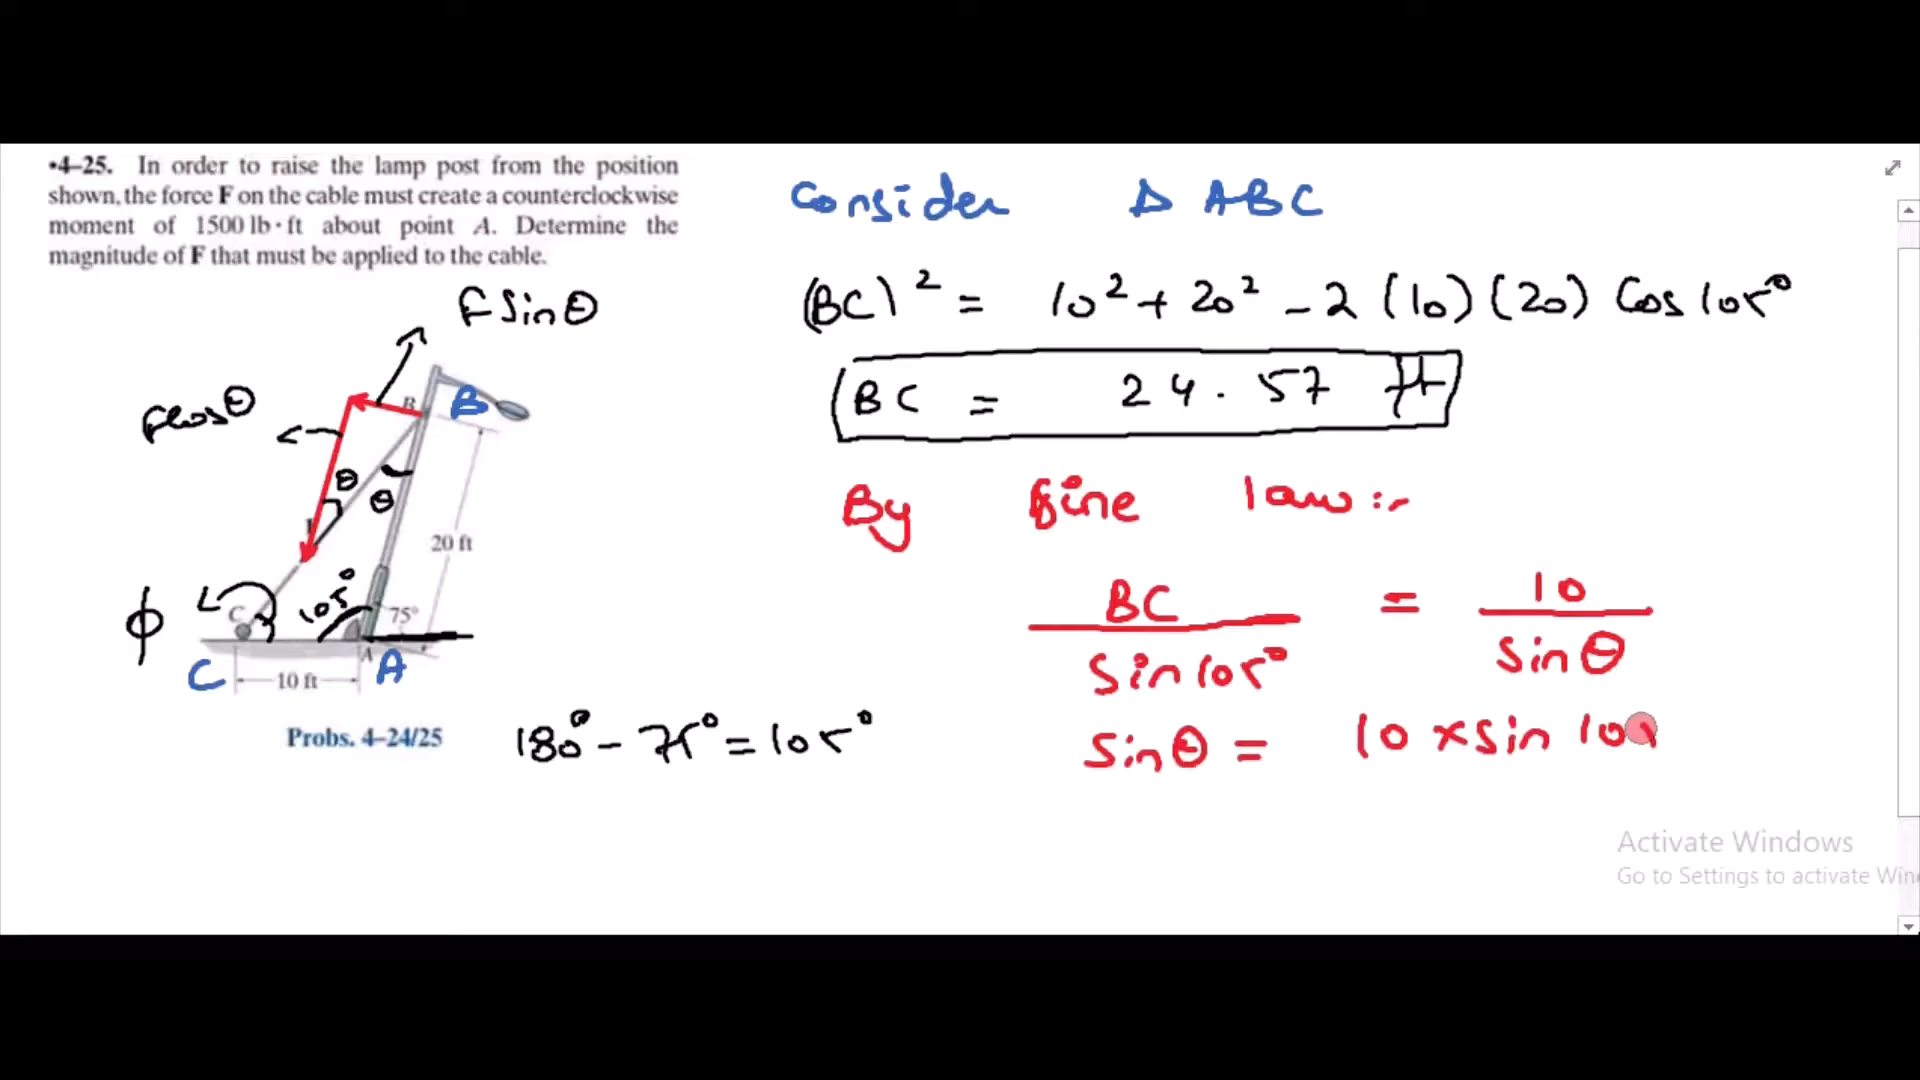 •4–25. In order to raise the lamp post from the position
shown, the force F on the cable must create a counterclockwise
moment of 1500 lb · ft about point A. Determine the
magnitude of F that must be applied to the cable.
F sinθ
Fcosθ
B
B
θ
θ
20 ft
105°
75°
ϕ
C
C
A
A
10 ft
Probs. 4–24/25
180° - 75° = 105°
Consider Δ ABC
(BC)² = 10² + 20² - 2 (10) (20) Cos 105°
BC = 24.57 ft
By sine law :-
BC / sin 105° = 10 / sin θ
sin θ = 10 × sin 10
Activate Windows
Go to Settings to activate Win